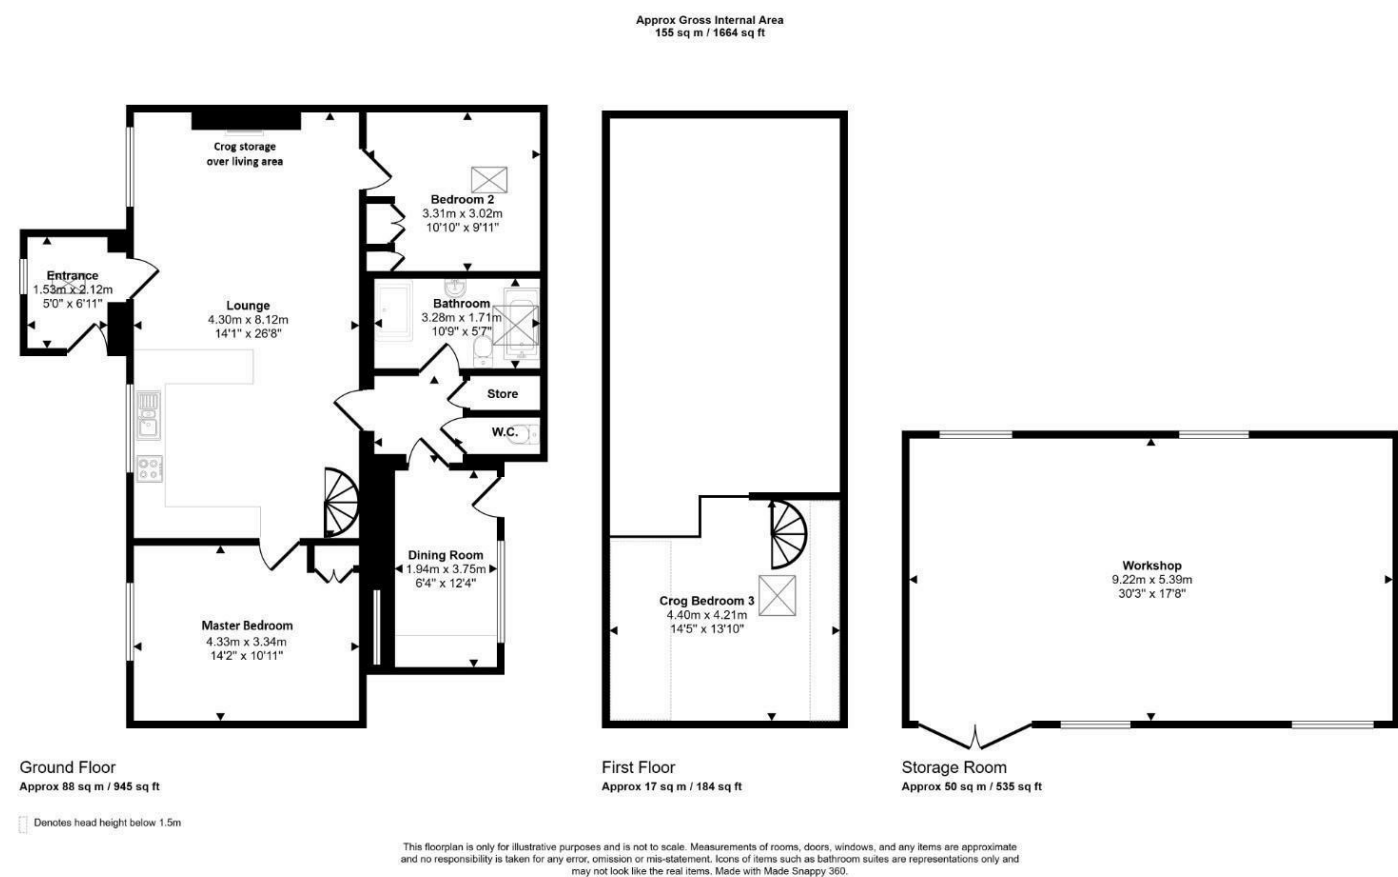 Approx Gross Internal Area
155 sq m / 1664 sq ft
Crog storage
over living area
Bedroom 2
3.31m x 3.02m
10'10" x 9'11"
Entrance
1.53m x 2.12m
5'0" x 6'11"
Lounge
4.30m x 8.12m
14'1" x 26'8"
Bathroom
3.28m x 1.71m
10'9" x 5'7"
Store
W.C.
Dining Room
1.94m x 3.75m
6'4" x 12'4"
Master Bedroom
4.33m x 3.34m
14'2" x 10'11"
Crog Bedroom 3
4.40m x 4.21m
14'5" x 13'10"
Workshop
9.22m x 5.39m
30'3" x 17'8"
Ground Floor
Approx 88 sq m / 945 sq ft
First Floor
Approx 17 sq m / 184 sq ft
Storage Room
Approx 50 sq m / 535 sq ft
Denotes head height below 1.5m
This floorplan is only for illustrative purposes and is not to scale. Measurements of rooms, doors, windows, and any items are approximate
and no responsibility is taken for any error, omission or mis-statement. Icons of items such as bathroom suites are representations only and
may not look like the real items. Made with Made Snappy 360.